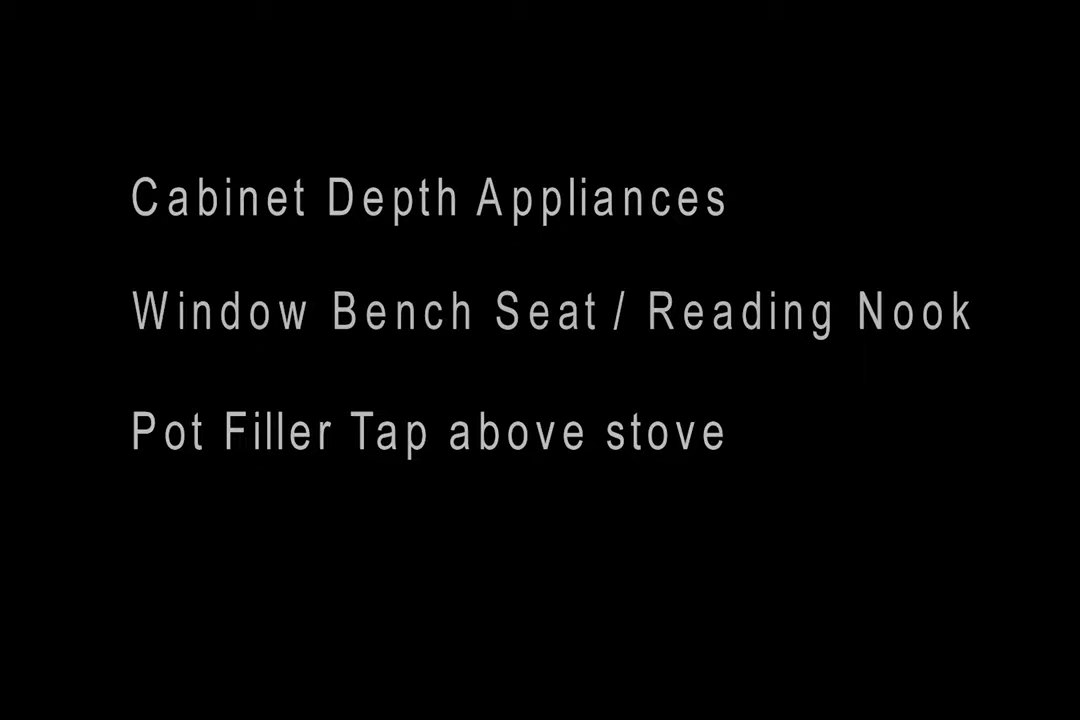 Cabinet Depth Appliances
Window Bench Seat / Reading Nook
Pot Filler Tap above stove